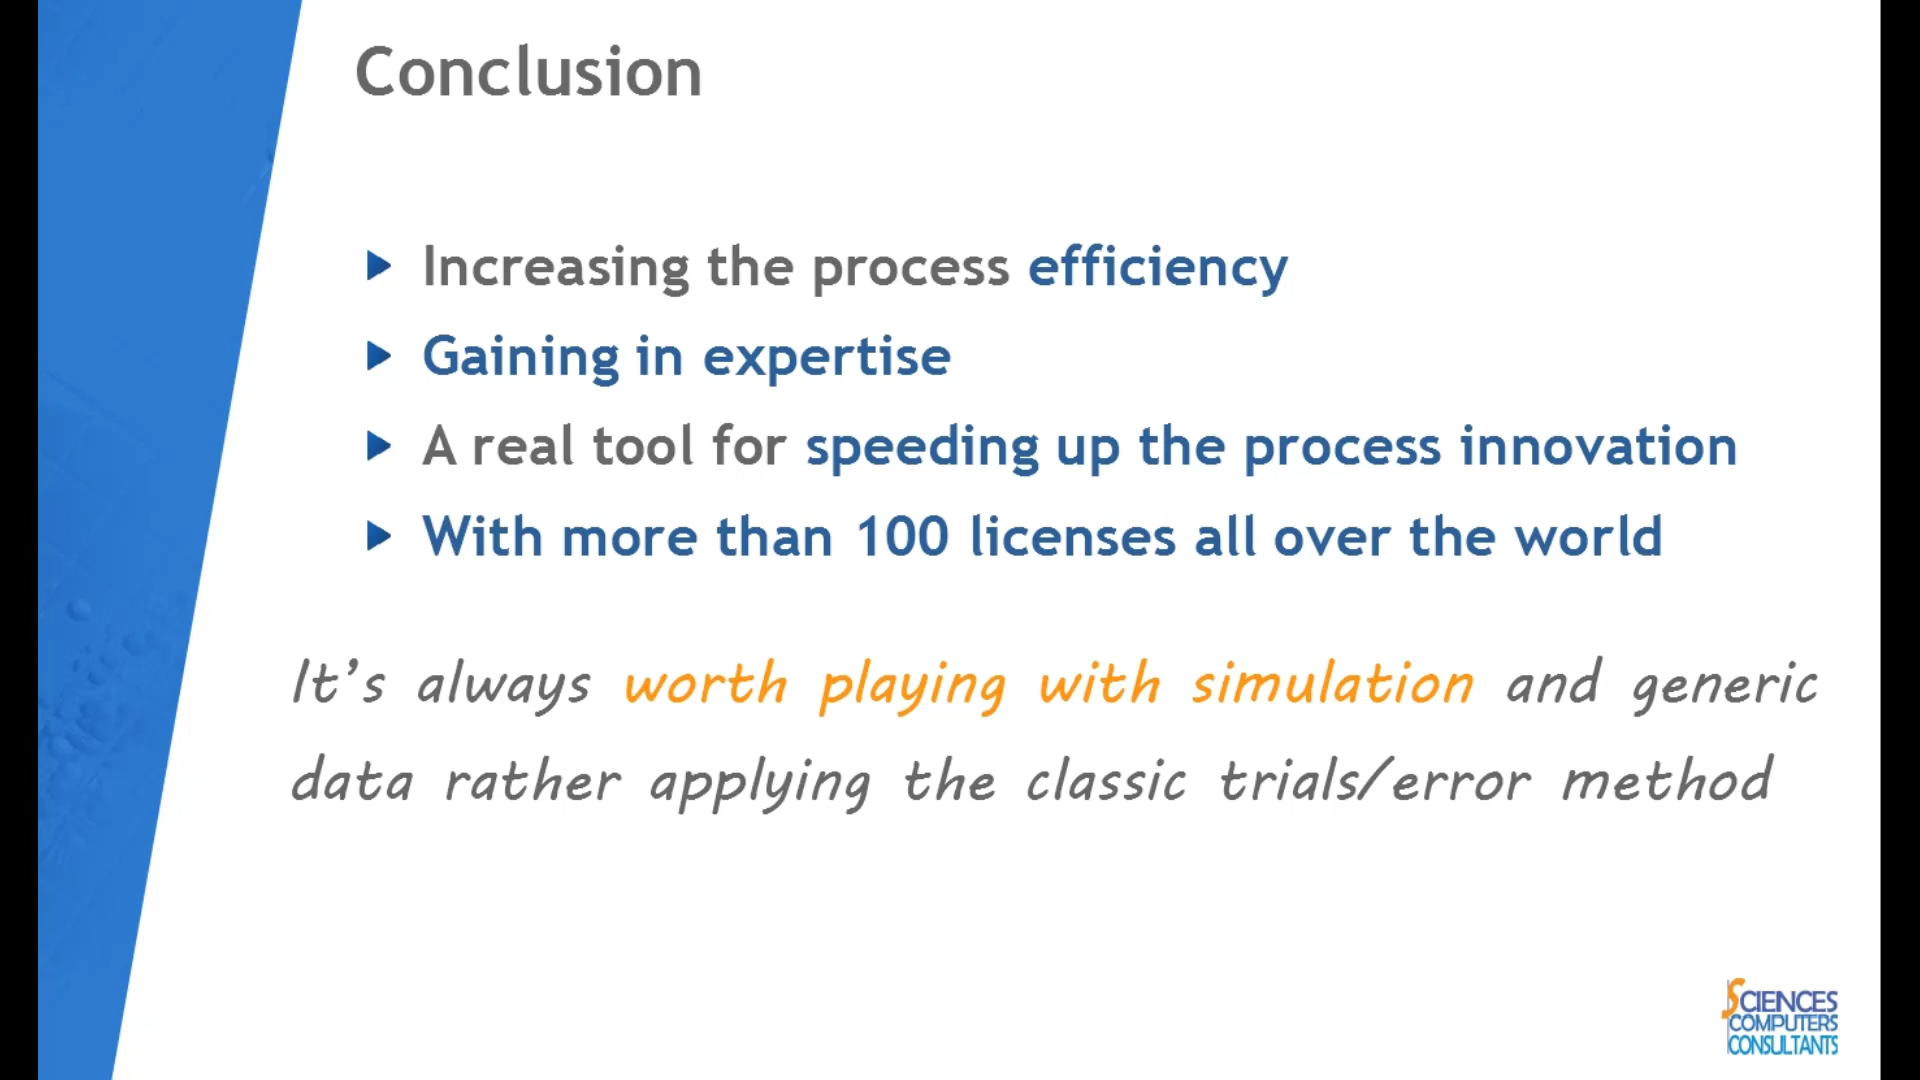 Conclusion
Increasing the process efficiency
Gaining in expertise
A real tool for speeding up the process innovation
With more than 100 licenses all over the world
It's always worth playing with simulation and generic
data rather applying the classic trials/error method
SCIENCES
COMPUTERS
CONSULTANTS